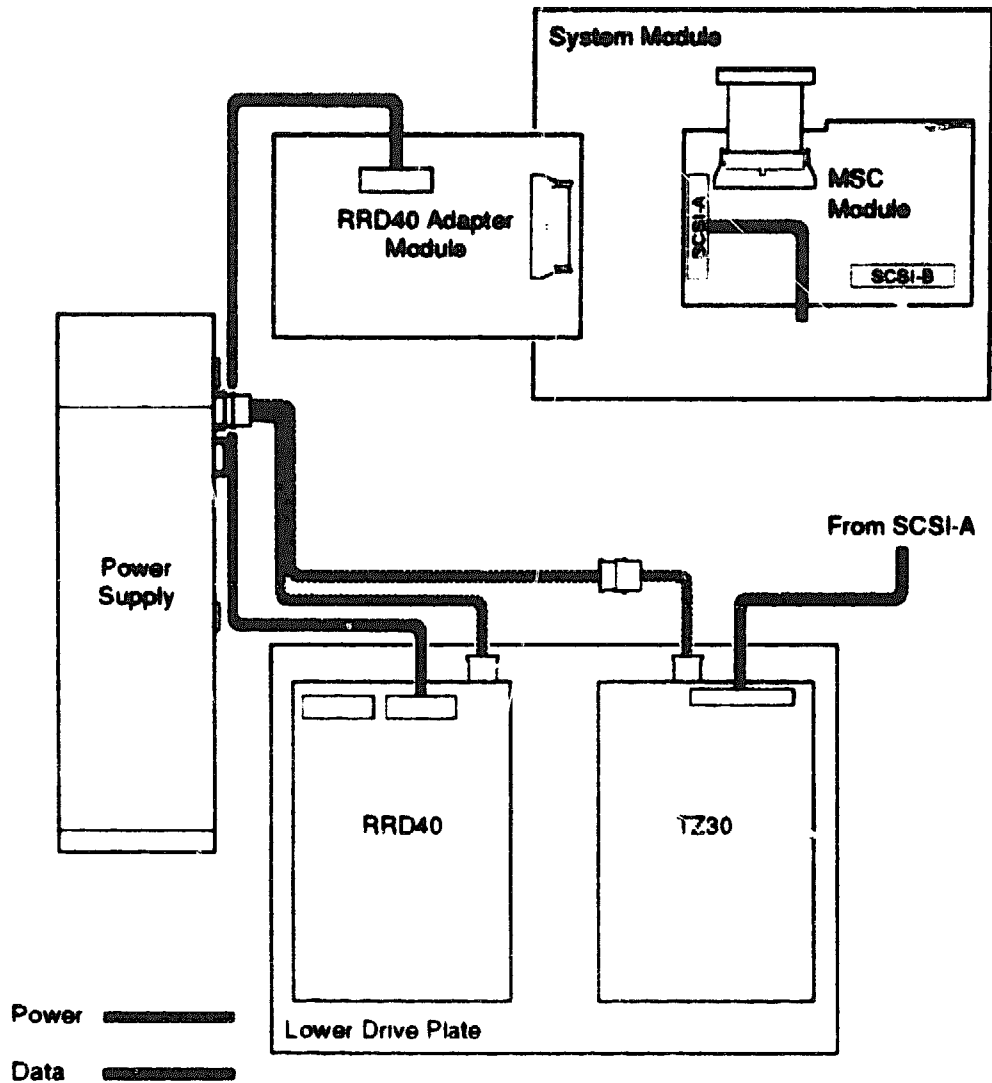 System Module
MSC
Module
SCSI-A
SCSI-B
RRD40 Adapter
Module
Power
Supply
From SCSI-A
RRD40
TZ30
Lower Drive Plate
Power
Data